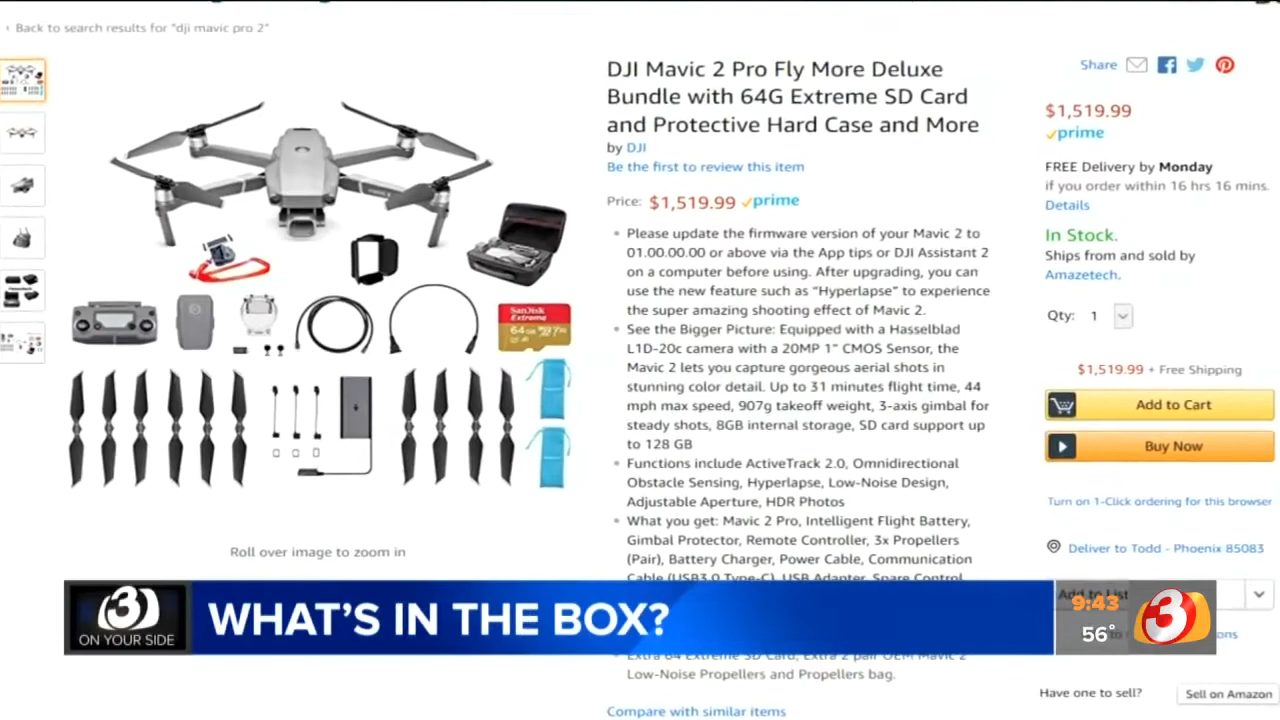 ‹ Back to search results for "dji mavic pro 2"
DJI Mavic 2 Pro Fly More Deluxe
Bundle with 64G Extreme SD Card
and Protective Hard Case and More
by DJI
Be the first to review this item
Price: $1,519.99 prime
Please update the firmware version of your Mavic 2 to
01.00.00.00 or above via the App tips or DJI Assistant 2
on a computer before using. After upgrading, you can
use the new feature such as "Hyperlapse" to experience
the super amazing shooting effect of Mavic 2.
See the Bigger Picture: Equipped with a Hasselblad
L1D-20c camera with a 20MP 1" CMOS Sensor, the
Mavic 2 lets you capture gorgeous aerial shots in
stunning color detail. Up to 31 minutes flight time, 44
mph max speed, 907g takeoff weight, 3-axis gimbal for
steady shots, 8GB internal storage, SD card support up
to 128 GB
Functions include ActiveTrack 2.0, Omnidirectional
Obstacle Sensing, Hyperlapse, Low-Noise Design,
Adjustable Aperture, HDR Photos
What you get: Mavic 2 Pro, Intelligent Flight Battery,
Gimbal Protector, Remote Controller, 3x Propellers
(Pair), Battery Charger, Power Cable, Communication
Cable (USB3.0 Type-C), USB Adapter, Spare Control
Extra 64 Extreme SD Card, Extra 2 pair OEM Mavic 2
Low-Noise Propellers and Propellers bag.
Compare with similar items
SanDisk
Extreme
64GB
Roll over image to zoom in
Share
$1,519.99
prime
FREE Delivery by Monday
if you order within 16 hrs 16 mins.
Details
In Stock.
Ships from and sold by
Amazetech.
Qty: 1
$1,519.99 + Free Shipping
Add to Cart
Buy Now
Turn on 1-Click ordering for this browser
Deliver to Todd - Phoenix 85083
Add to List
Have one to sell?
Sell on Amazon
3
ON YOUR SIDE
WHAT'S IN THE BOX?
9:43
56°
3